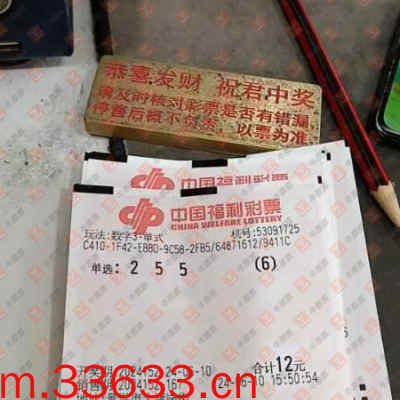 恭喜发财 祝君中奖
请及时核对彩票是否有错漏,
停售后概不负责,以票为准
中国福利彩票
中国福利彩票
CHINA WELFARE LOTTERY
玩法:数字3-单式 机号:53091725
C410-1F42-EBBD-9C58-2FB5/64871612/9411C
单选: 2 5 5 (6)
合计12元
15:50:54
m.33633.cn